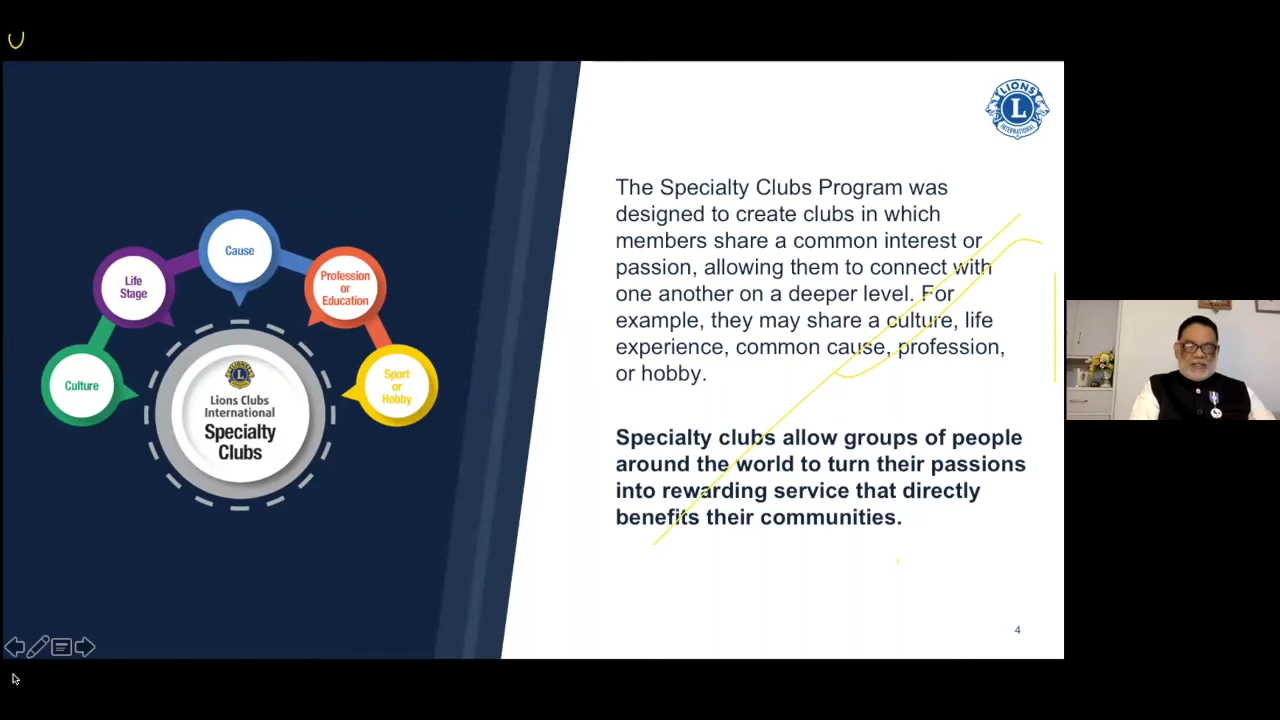 Cause
Life
Stage
Profession
or
Education
Culture
Sport
or
Hobby
L
Lions Clubs
International
Specialty
Clubs
LIONS
L
INTERNATIONAL
The Specialty Clubs Program was
designed to create clubs in which
members share a common interest or
passion, allowing them to connect with
one another on a deeper level. For
example, they may share a culture, life
experience, common cause, profession,
or hobby.
Specialty clubs allow groups of people
around the world to turn their passions
into rewarding service that directly
benefits their communities.
4